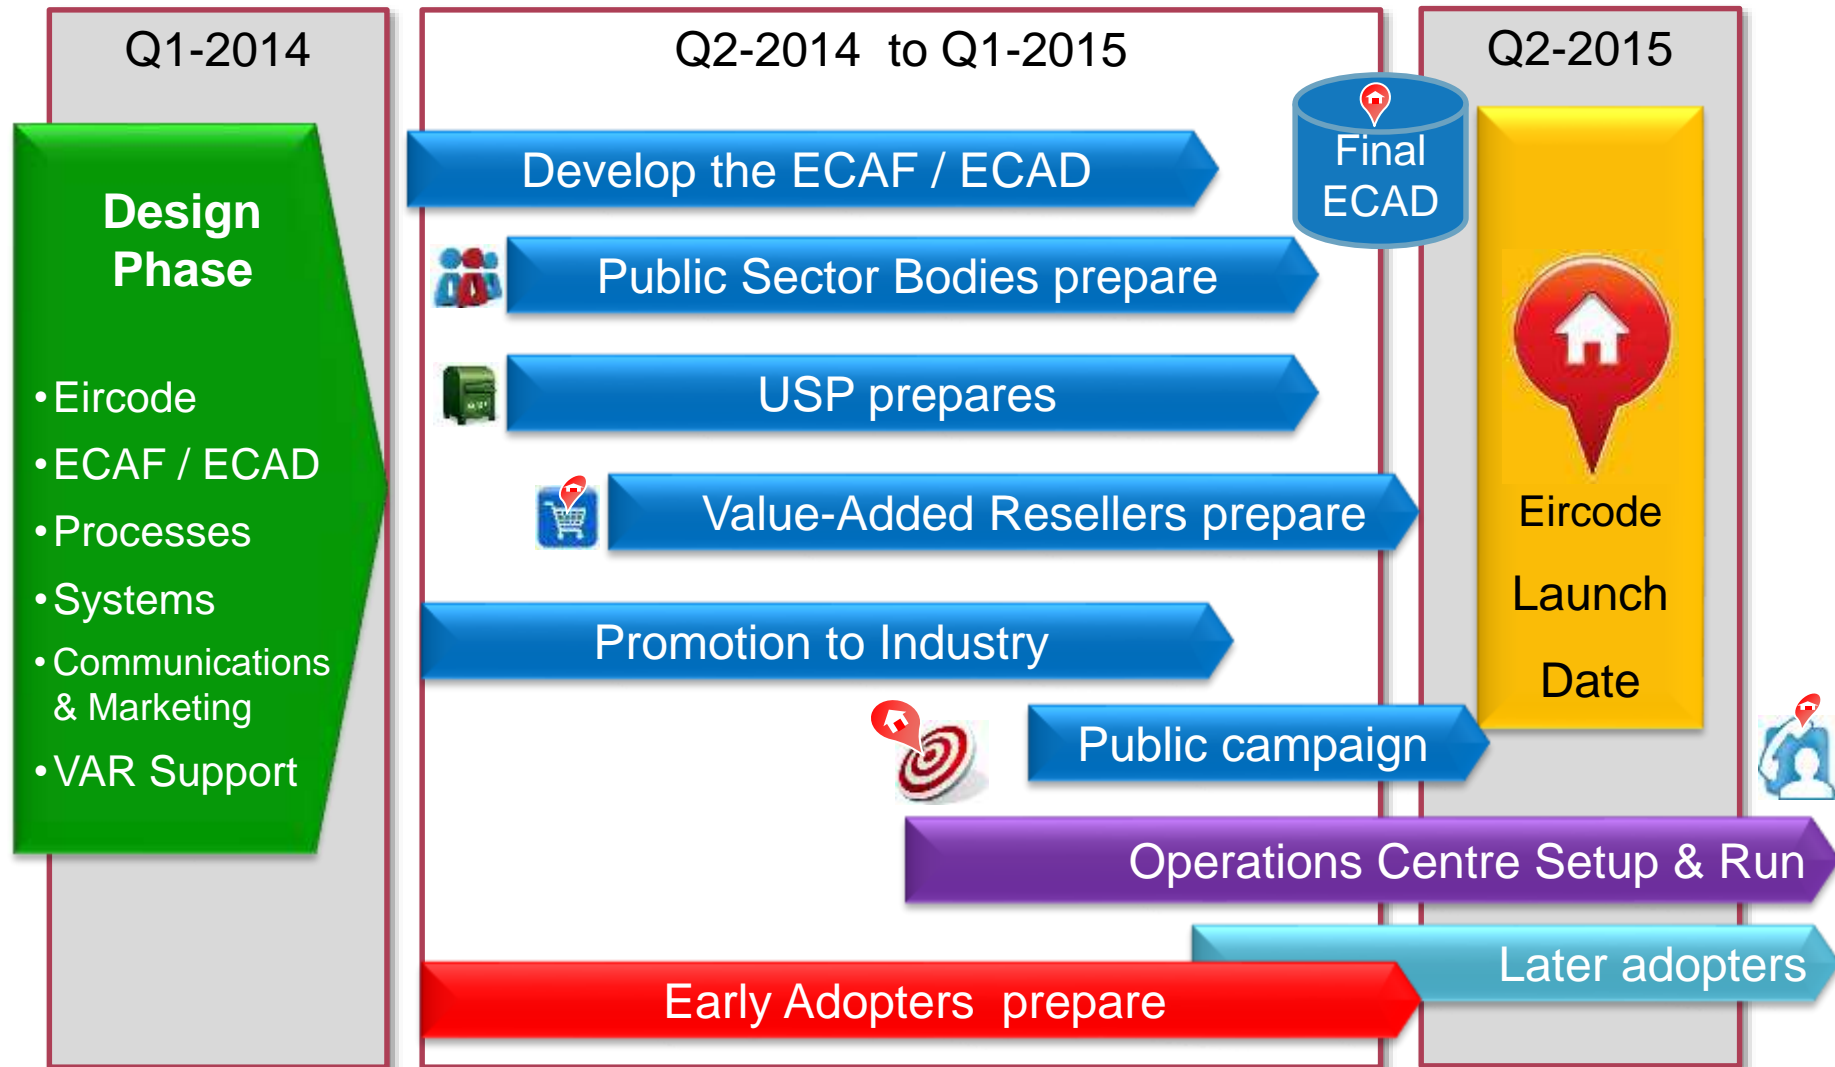 Q1-2014
Q2-2014 to Q1-2015
Q2-2015
Design
Phase
•Eircode
•ECAF / ECAD
•Processes
•Systems
•Communications
& Marketing
•VAR Support
Develop the ECAF / ECAD
Final
ECAD
Public Sector Bodies prepare
USP prepares
Value-Added Resellers prepare
Promotion to Industry
Public campaign
Eircode
Launch
Date
Operations Centre Setup & Run
Later adopters
Early Adopters prepare